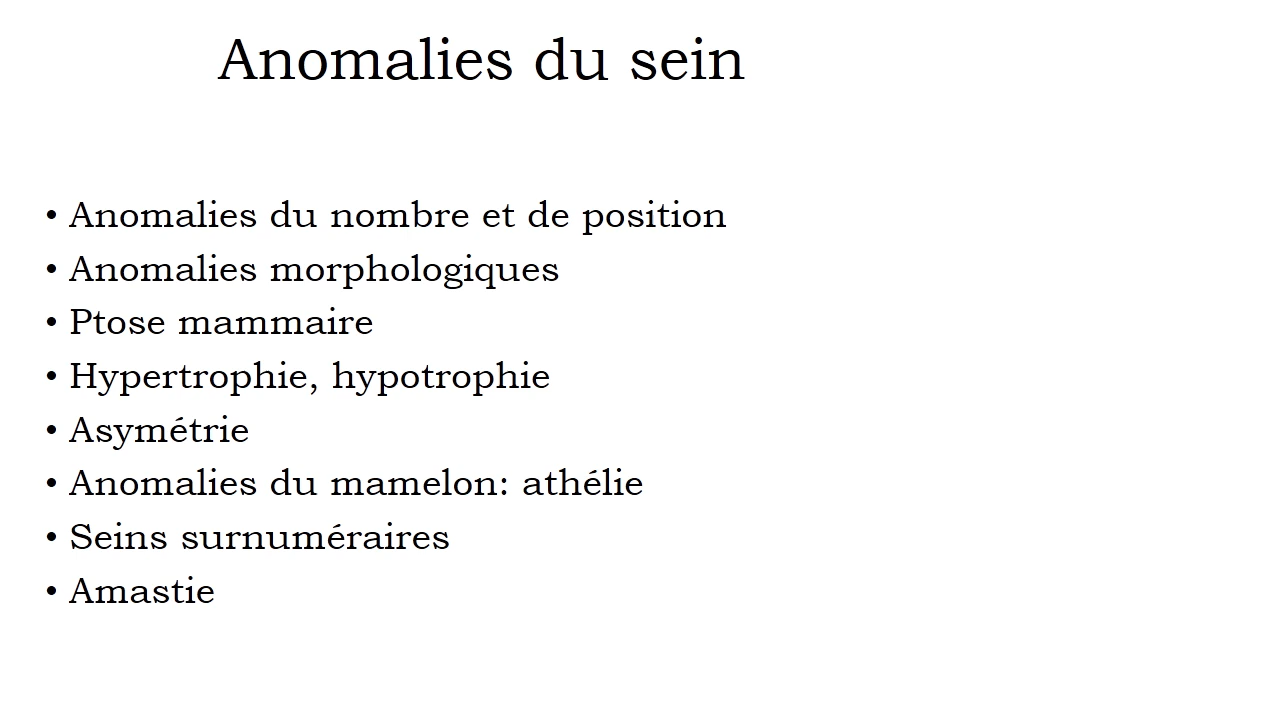 Anomalies du sein
• Anomalies du nombre et de position
• Anomalies morphologiques
• Ptose mammaire
• Hypertrophie, hypotrophie
• Asymétrie
• Anomalies du mamelon: athélie
• Seins surnuméraires
• Amastie